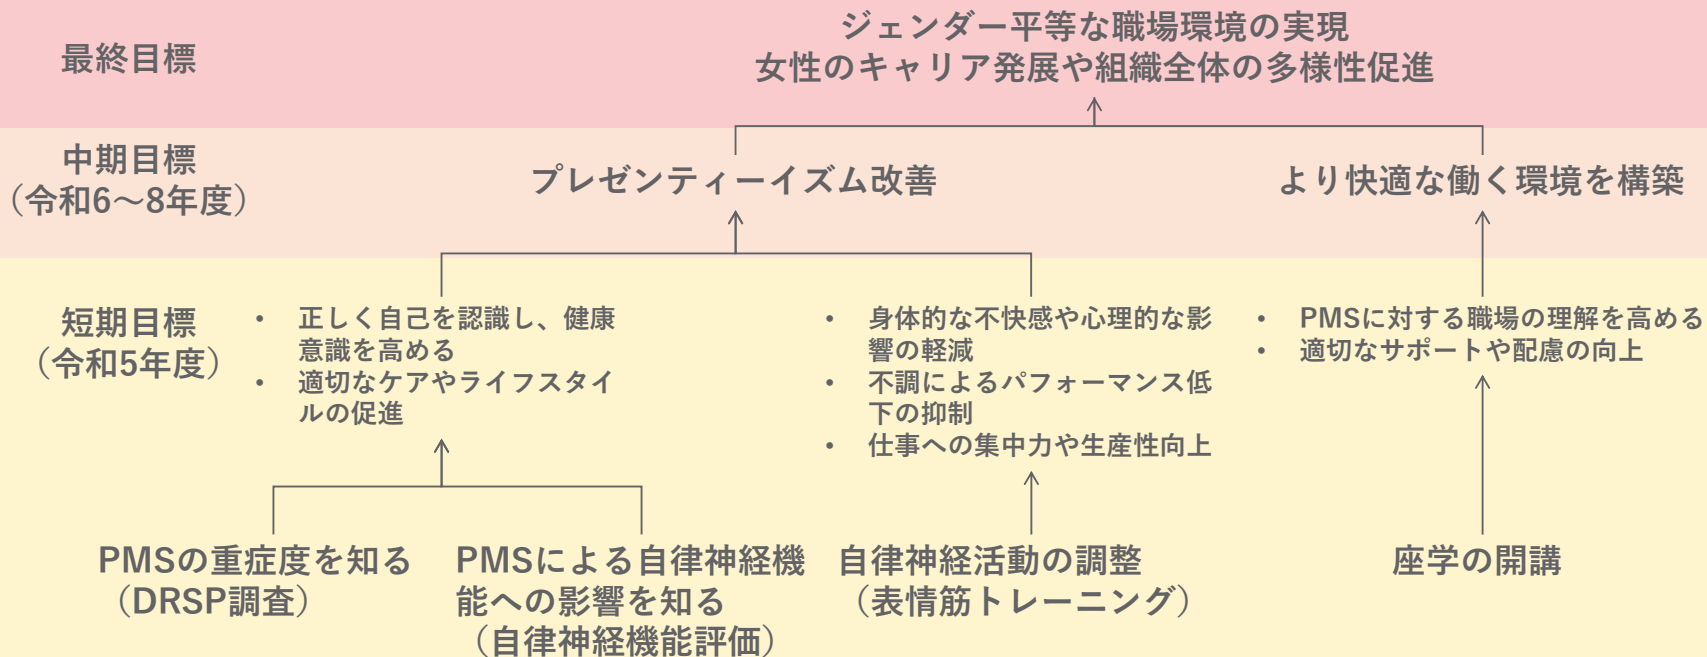 最終目標
ジェンダー平等な職場環境の実現
女性のキャリア発展や組織全体の多様性促進
中期目標
（令和6～8年度）
プレゼンティーイズム改善
より快適な働く環境を構築
短期目標
（令和5年度）
• 正しく自己を認識し、健康
意識を高める
• 適切なケアやライフスタイ
ルの促進
• 身体的な不快感や心理的な影
響の軽減
• 不調によるパフォーマンス低
下の抑制
• 仕事への集中力や生産性向上
• PMSに対する職場の理解を高める
• 適切なサポートや配慮の向上
PMSの重症度を知る
（DRSP調査）
PMSによる自律神経機
能への影響を知る
（自律神経機能評価）
自律神経活動の調整
（表情筋トレーニング）
座学の開講